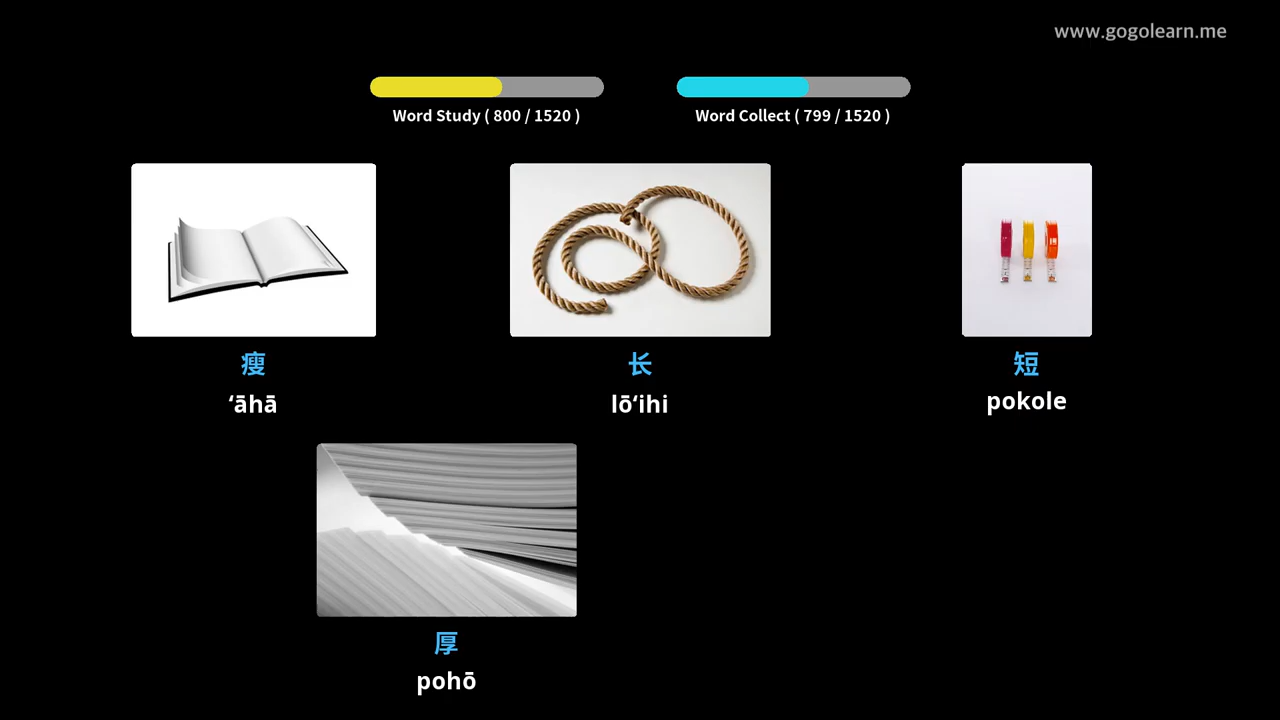 www.gogolearn.me
Word Study ( 800 / 1520 )
Word Collect ( 799 / 1520 )
瘦
ʻāhā
长
lōʻihi
短
pokole
厚
pohō